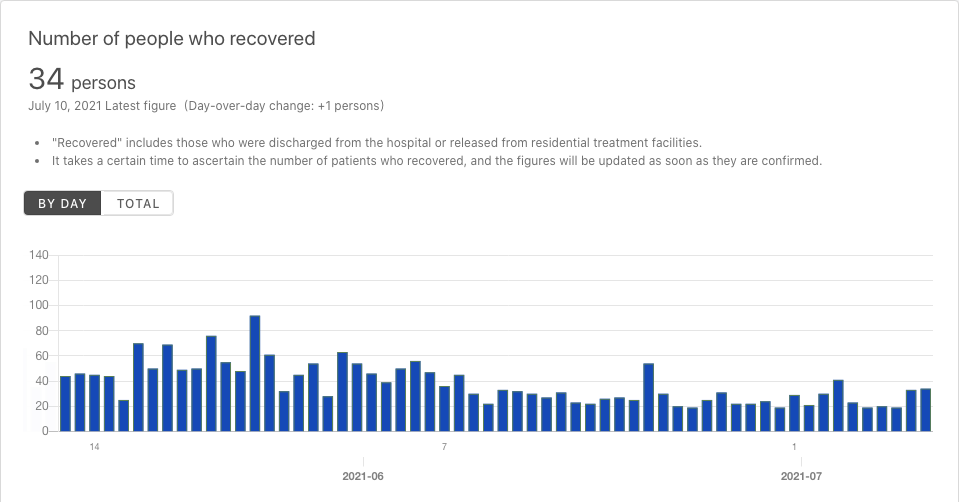 Number of people who recovered
34 persons
July 10, 2021 Latest figure (Day-over-day change: +1 persons)
• "Recovered" includes those who were discharged from the hospital or released from residential treatment facilities.
• It takes a certain time to ascertain the number of patients who recovered, and the figures will be updated as soon as they are confirmed.
BY DAY TOTAL
140
120
100
80
60
40
20
0
14 7 1
2021-06 2021-07